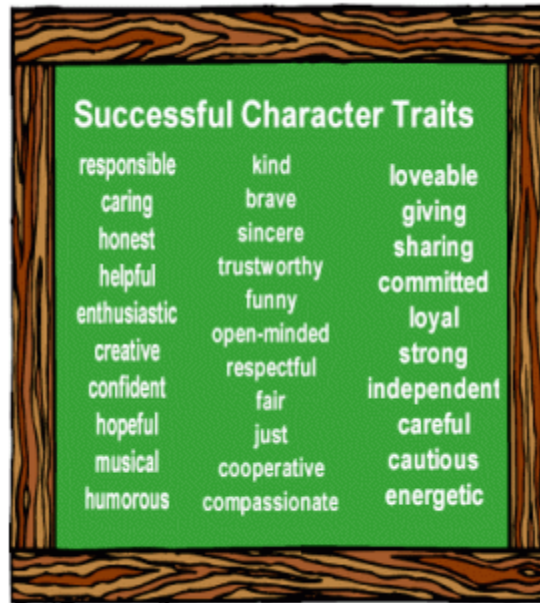 Successful Character Traits
responsible
caring
honest
helpful
enthusiastic
creative
confident
hopeful
musical
humorous
kind
brave
sincere
trustworthy
funny
open-minded
respectful
fair
just
cooperative
compassionate
loveable
giving
sharing
committed
loyal
strong
independent
careful
cautious
energetic